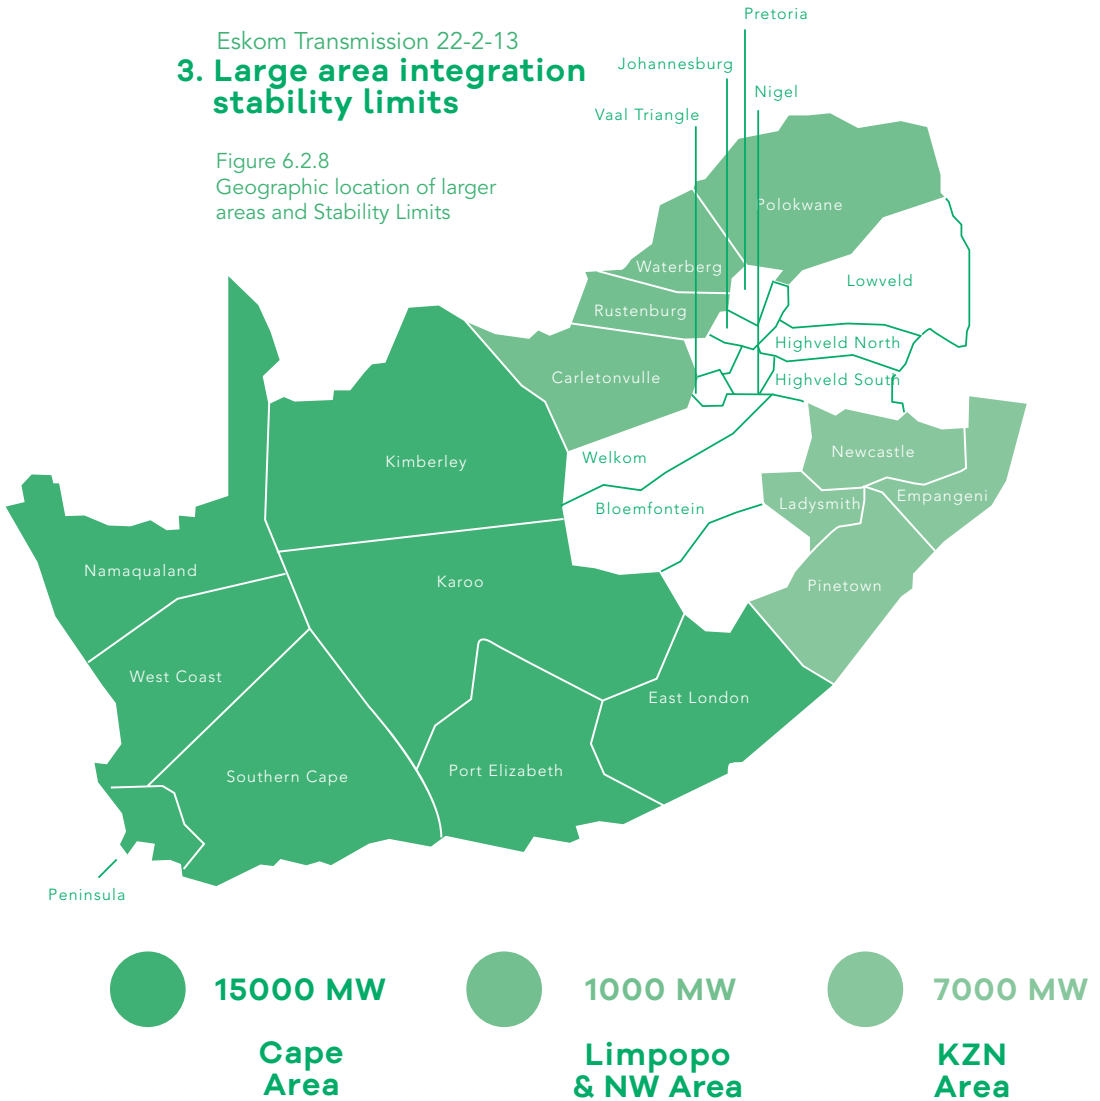 Eskom Transmission 22-2-13
3. Large area integration
stability limits
Figure 6.2.8
Geographic location of larger
areas and Stability Limits
Pretoria
Johannesburg
Nigel
Vaal Triangle
Polokwane
Waterberg
Lowveld
Rustenburg
Highveld North
Carletonvulle
Highveld South
Kimberley
Welkom
Newcastle
Bloemfontein
Ladysmith
Empangeni
Namaqualand
Karoo
Pinetown
West Coast
East London
Southern Cape
Port Elizabeth
Peninsula
15000 MW
Cape
Area
1000 MW
Limpopo
& NW Area
7000 MW
KZN
Area